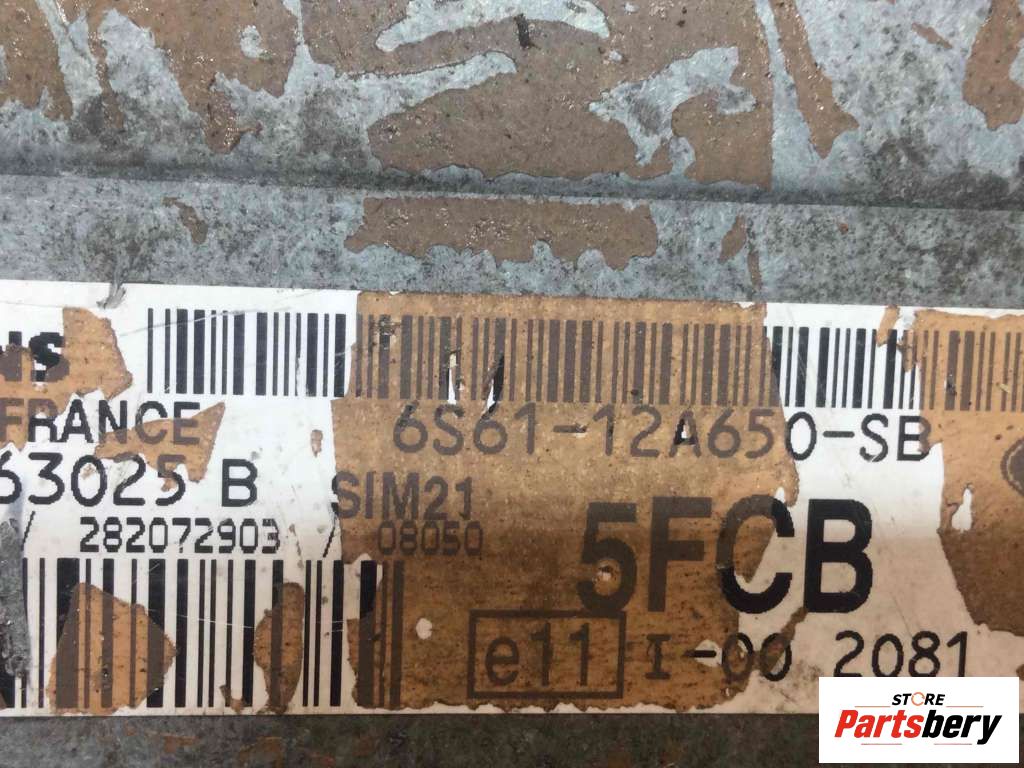 FRANCE
6S61-12A650-SB
63025 B
SIM21
/ 282072903 / 08050
5FCB
e11 I-00 2081
STORE
Partsbery